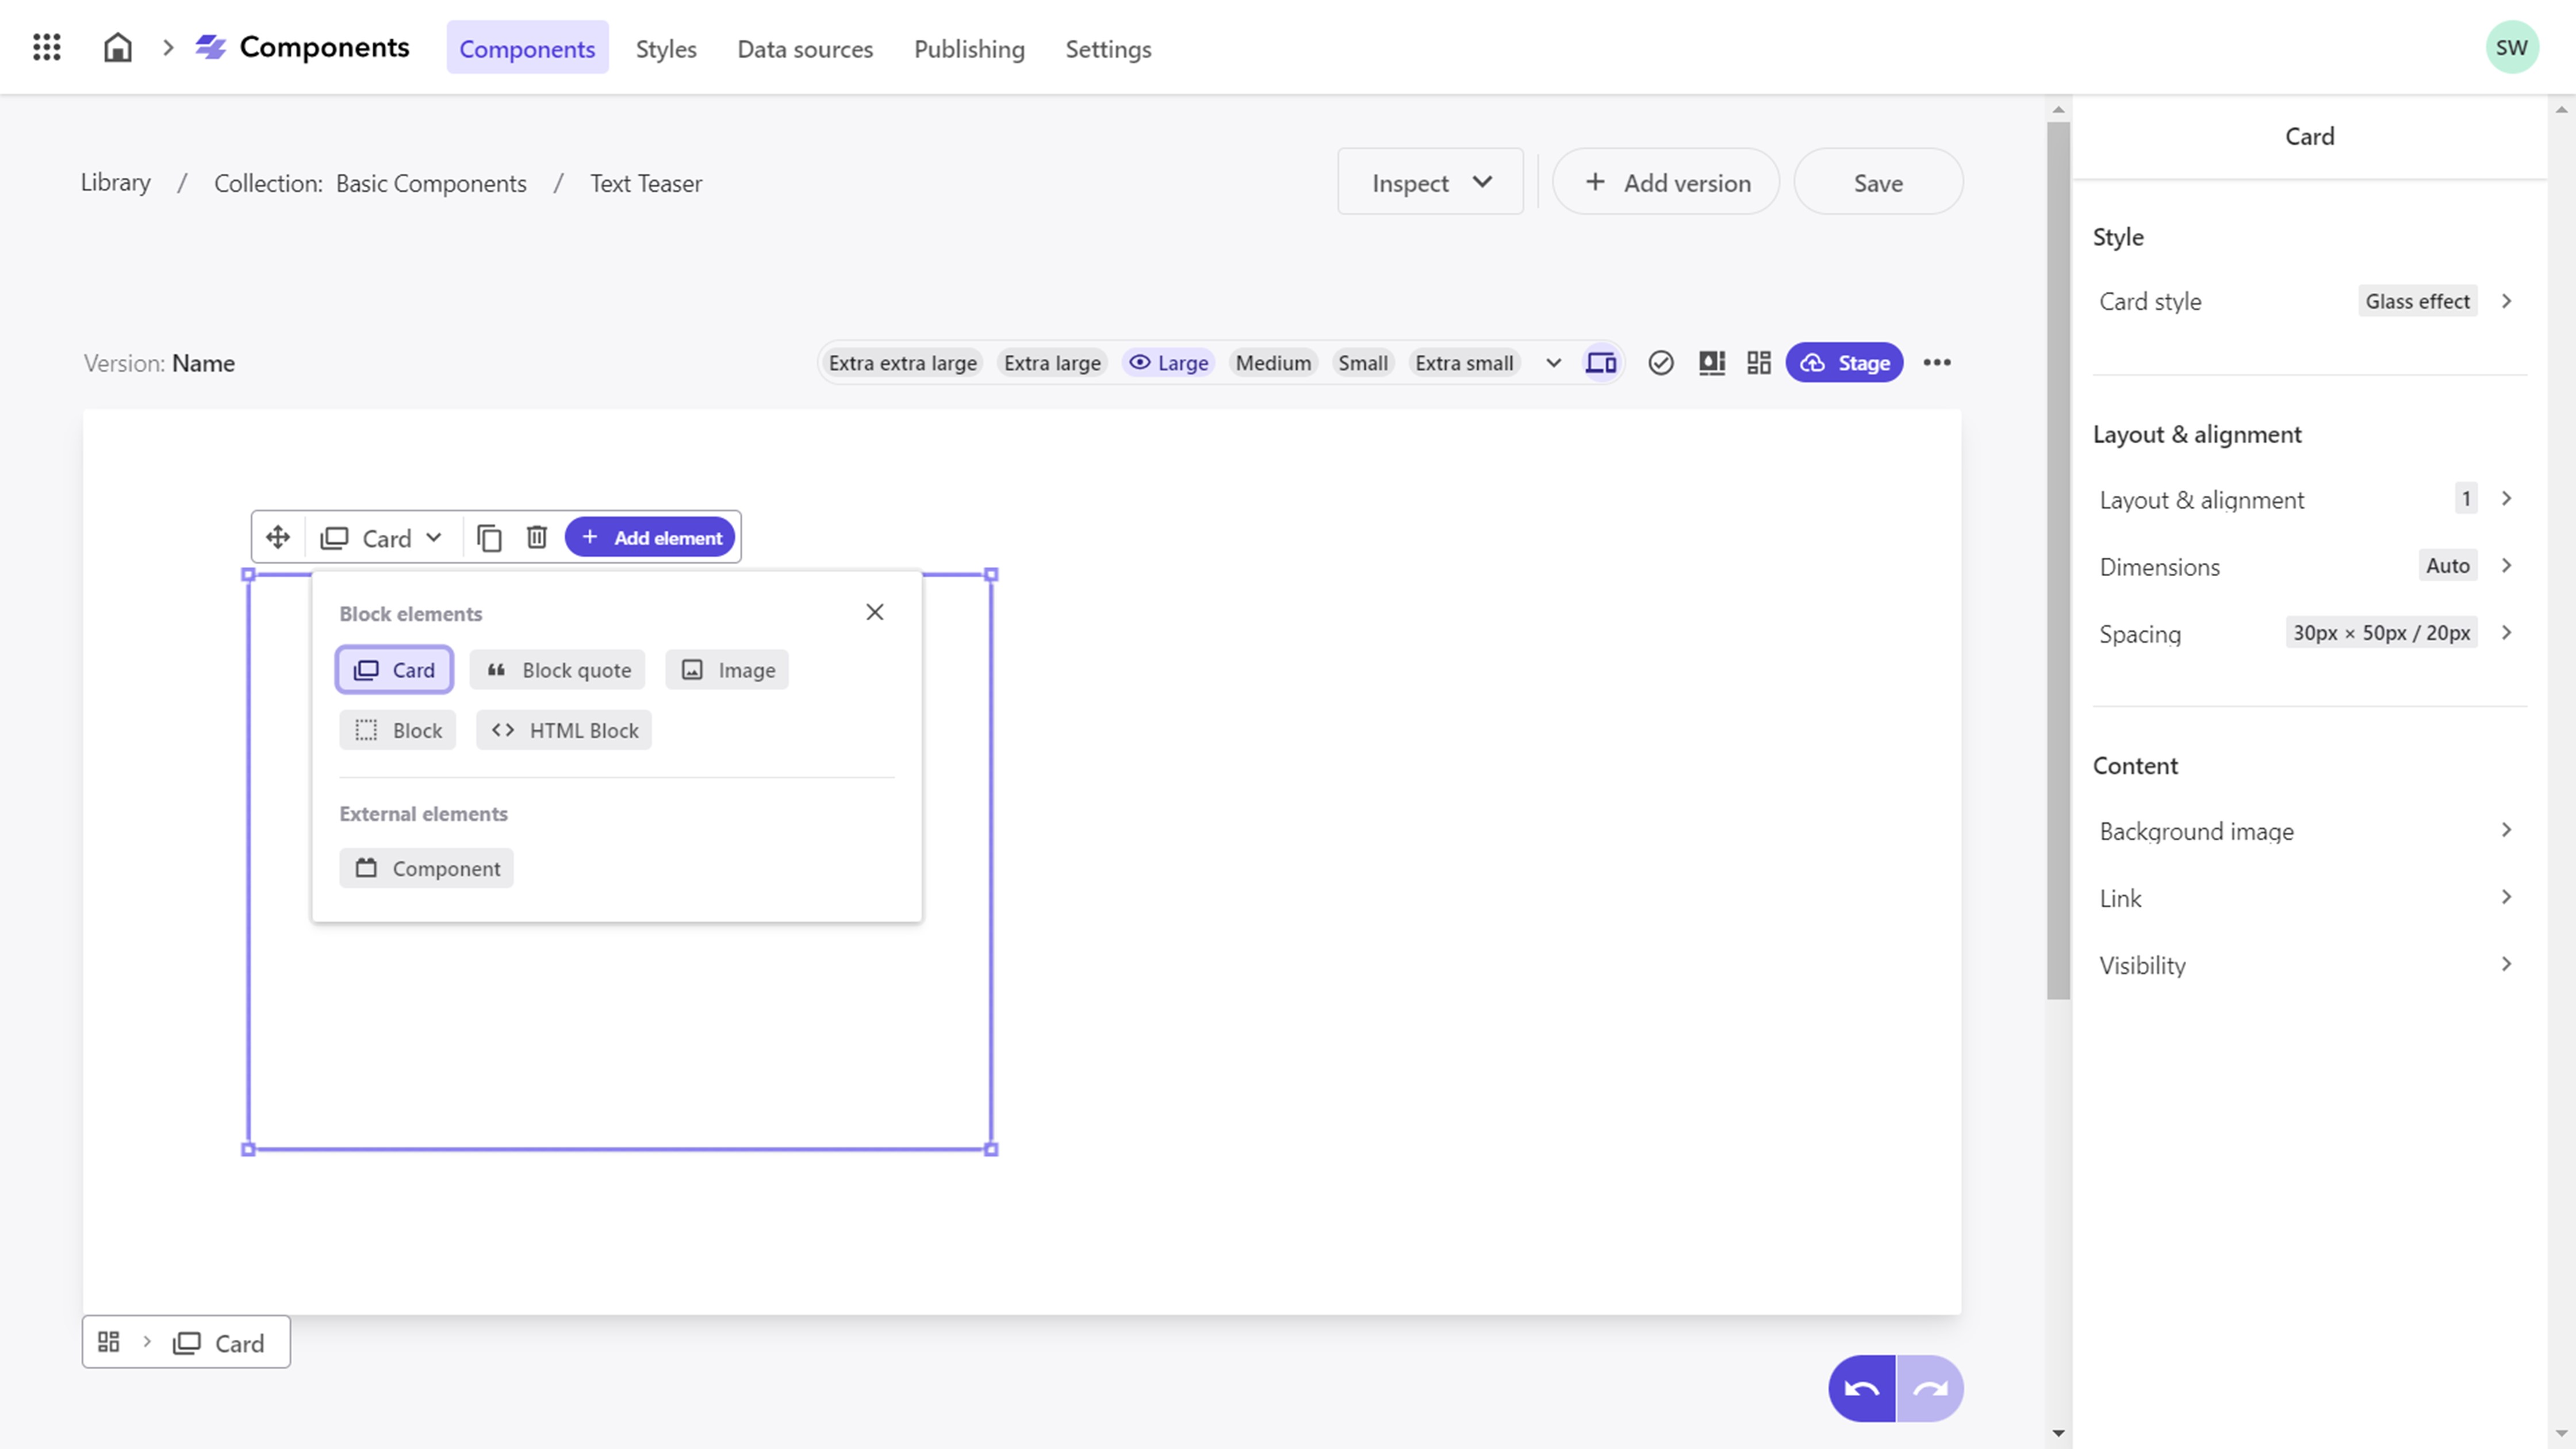 Components
Components
Styles
Data sources
Publishing
Settings
SW
Library / Collection: Basic Components / Text Teaser
Inspect
+ Add version
Save
Version: Name
Extra extra large
Extra large
Large
Medium
Small
Extra small
Stage
Card
+ Add element
Block elements
Card
Block quote
Image
Block
HTML Block
External elements
Component
Card
Card
Style
Card style
Glass effect
Layout & alignment
Layout & alignment
1
Dimensions
Auto
Spacing
30px × 50px / 20px
Content
Background image
Link
Visibility